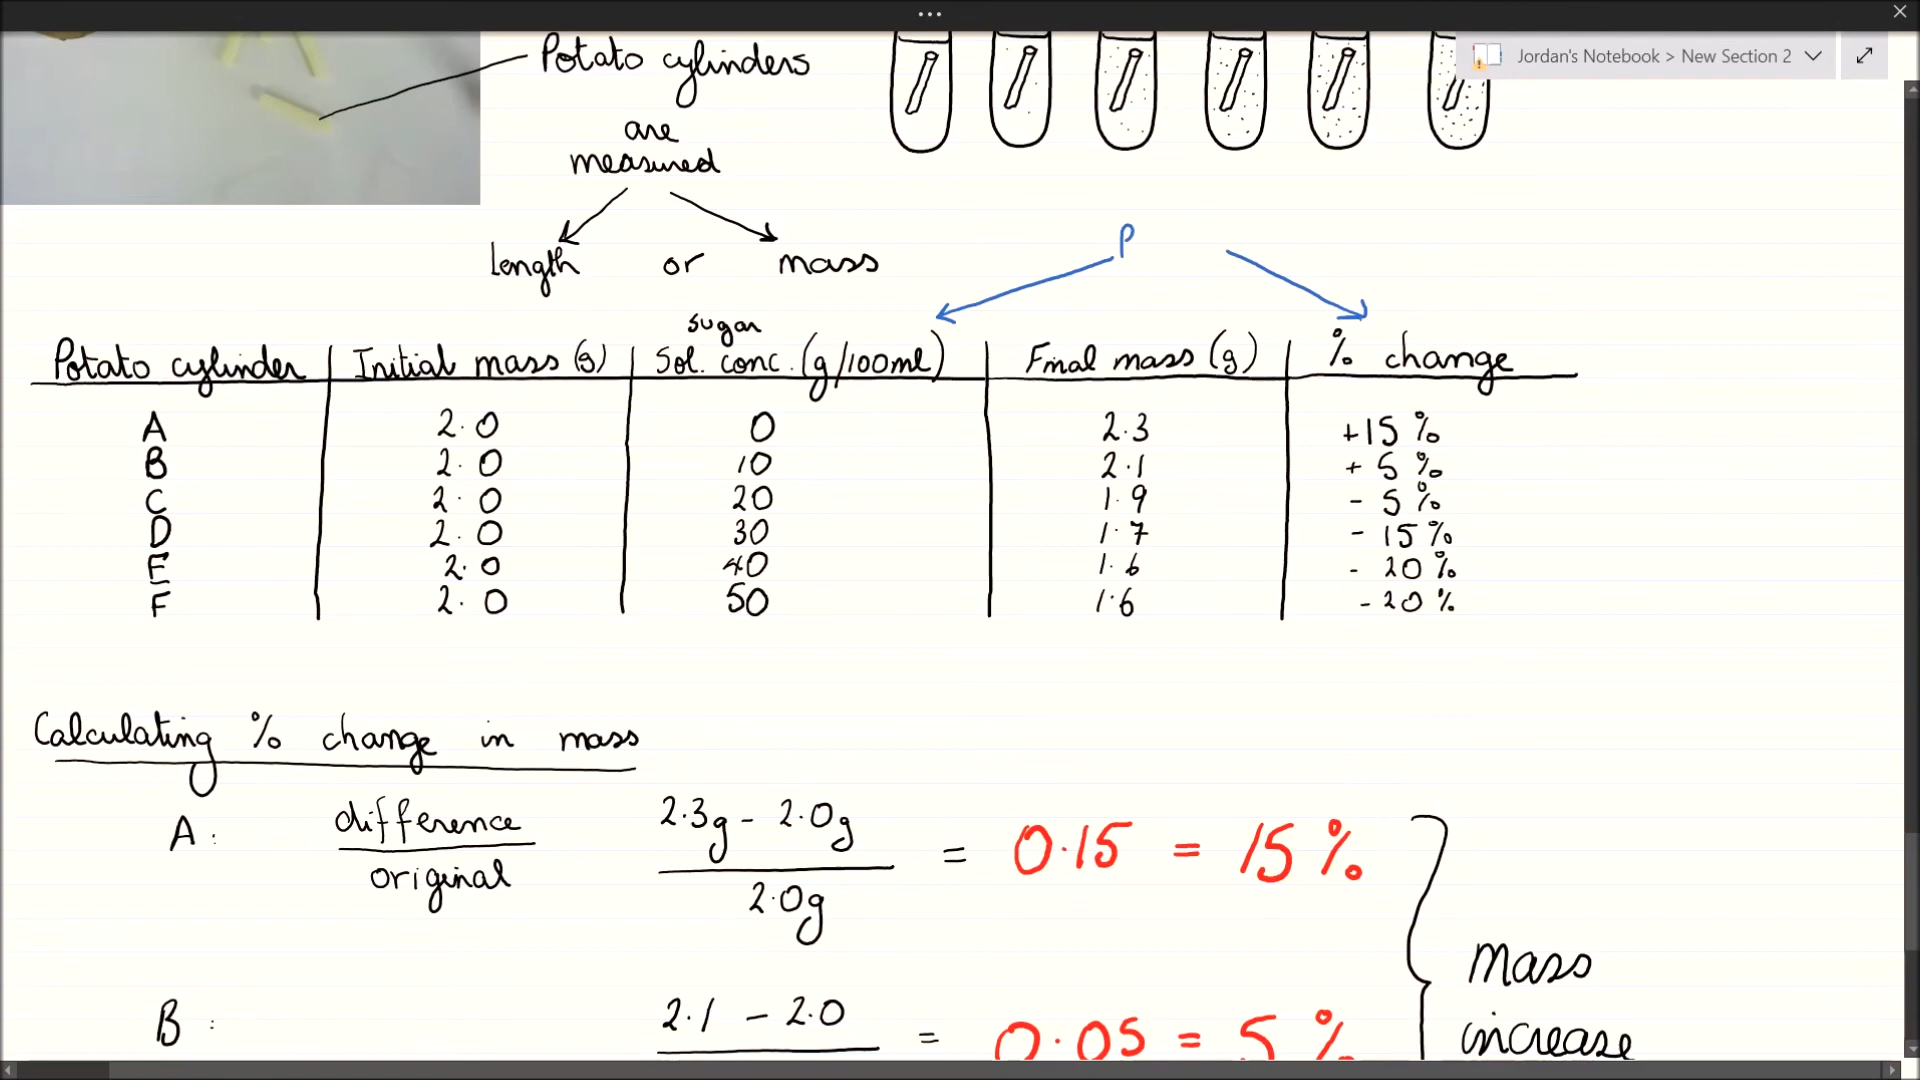 ...
Jordan's Notebook > New Section 2
Potato cylinders
are
measured
length or mass
P
Potato cylinder Initial mass (g) sugar Sol. conc. (g/100ml) Final mass (g) % change
A 2.0 0 2.3 +15 %
B 2.0 10 2.1 + 5 %
C 2.0 20 1.9 - 5 %
D 2.0 30 1.7 - 15 %
E 2.0 40 1.6 - 20 %
F 2.0 50 1.6 - 20 %
Calculating % change in mass
A: difference / original 2.3g - 2.0g / 2.0g = 0.15 = 15 %
B: 2.1 - 2.0 = 0.05 = 5 %
mass
increase